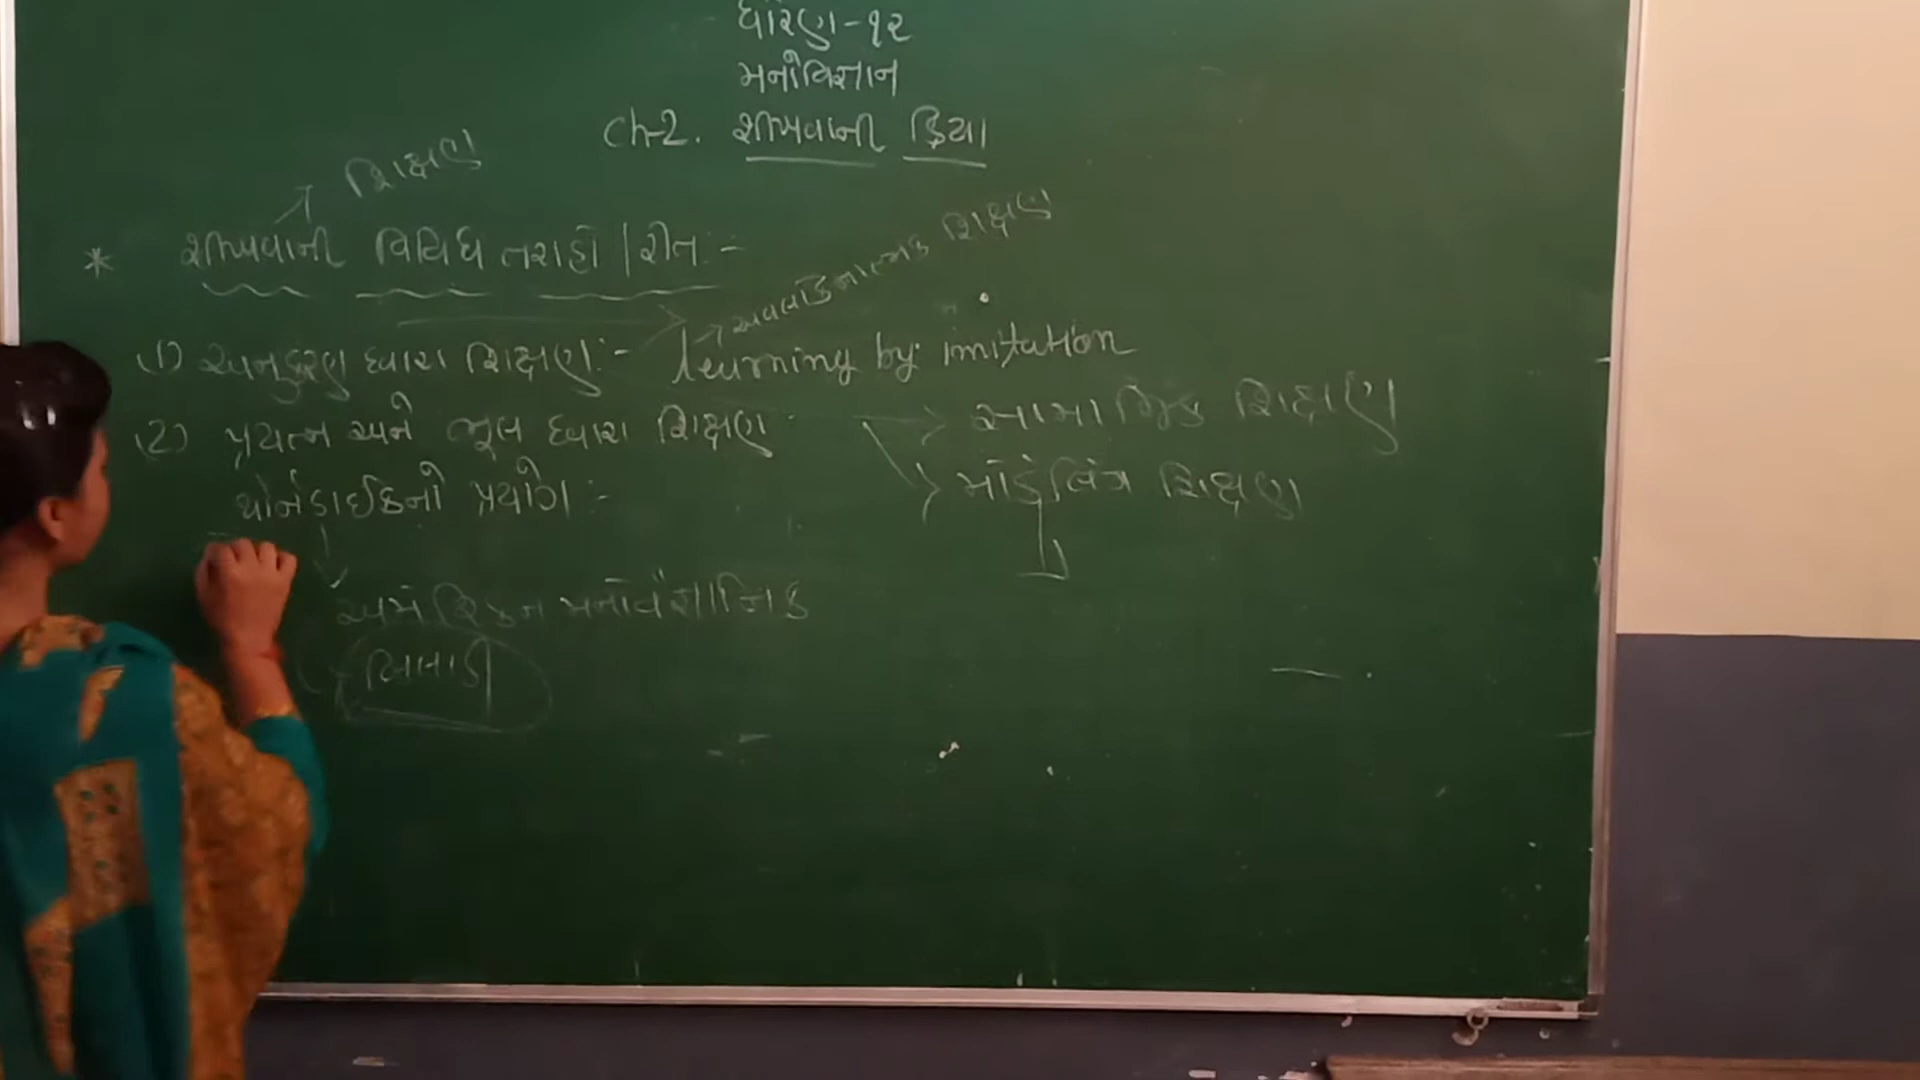 ધોરણ-૧૨
મનોવિજ્ઞાન
Ch-2. શીખવાની ક્રિયા
શિક્ષણ
* શીખવાની વિવિધ તરાહો / રીત :-
અવલોકનાત્મક શિક્ષણ
(1) અનુકરણ દ્વારા શિક્ષણ :- learning by imitation
(2) પ્રયત્ન અને ભૂલ દ્વારા શિક્ષણ
સામાજિક શિક્ષણ
મોડેલિંગ શિક્ષણ
થોર્નડાઈકનો પ્રયોગ :-
અમેરિકન મનોવૈજ્ઞાનિક
બિલાડી